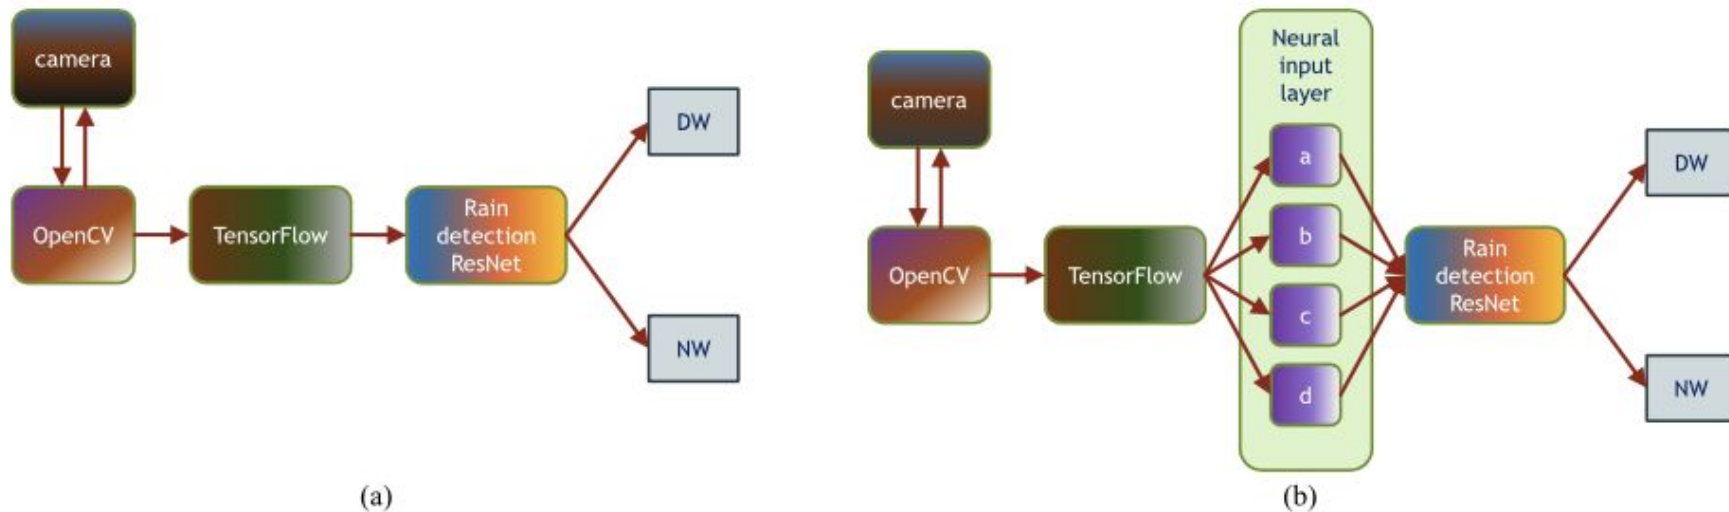 camera
OpenCV
TensorFlow
Rain
detection
ResNet
DW
NW
(a)
camera
OpenCV
TensorFlow
Neural
input
layer
a
b
c
d
Rain
detection
ResNet
DW
NW
(b)